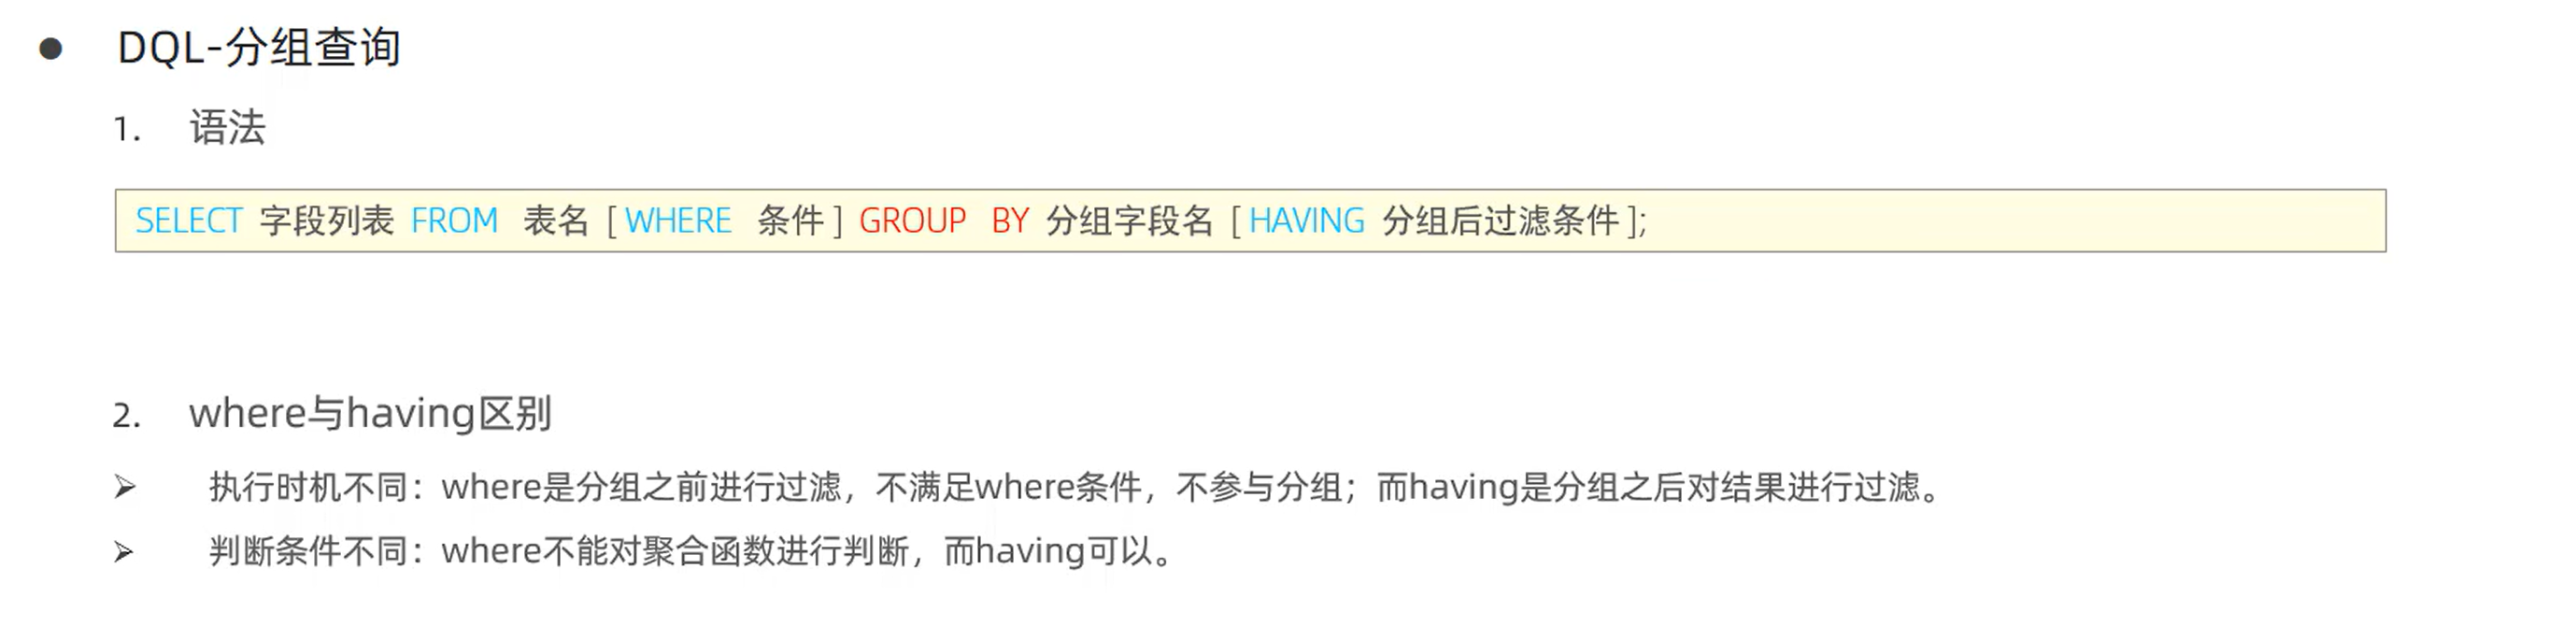 ● DQL-分组查询
1. 语法
SELECT 字段列表 FROM 表名 [ WHERE 条件 ] GROUP BY 分组字段名 [ HAVING 分组后过滤条件 ];
2. where与having区别
➢ 执行时机不同：where是分组之前进行过滤，不满足where条件，不参与分组；而having是分组之后对结果进行过滤。
➢ 判断条件不同：where不能对聚合函数进行判断，而having可以。